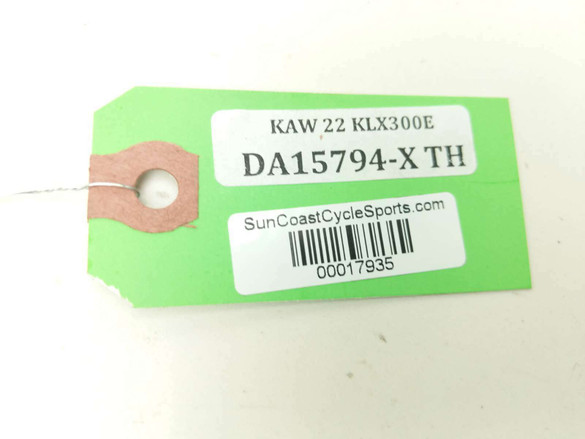 KAW 22 KLX300E
DA15794-X TH
SunCoastCycleSports.com
00017935